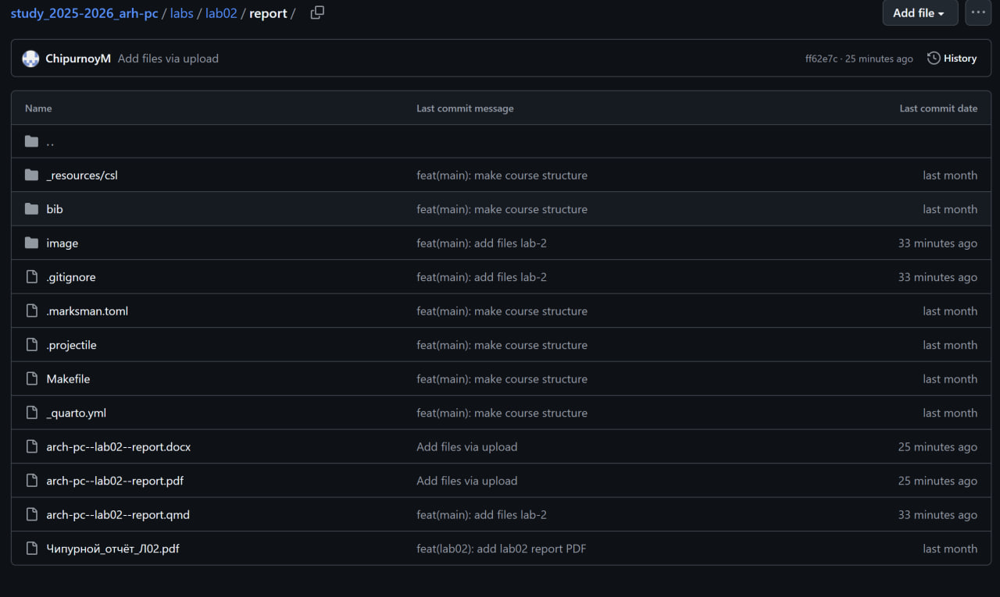 study_2025-2026_arh-pc / labs / lab02 / report /
Add file
ChipurnoyM Add files via upload ff62e7c · 25 minutes ago History
Name Last commit message Last commit date
..
_resources/csl feat(main): make course structure last month
bib feat(main): make course structure last month
image feat(main): add files lab-2 33 minutes ago
.gitignore feat(main): add files lab-2 33 minutes ago
.marksman.toml feat(main): make course structure last month
.projectile feat(main): make course structure last month
Makefile feat(main): make course structure last month
_quarto.yml feat(main): make course structure last month
arch-pc--lab02--report.docx Add files via upload 25 minutes ago
arch-pc--lab02--report.pdf Add files via upload 25 minutes ago
arch-pc--lab02--report.qmd feat(main): add files lab-2 33 minutes ago
Чипурной_отчёт_Л02.pdf feat(lab02): add lab02 report PDF last month